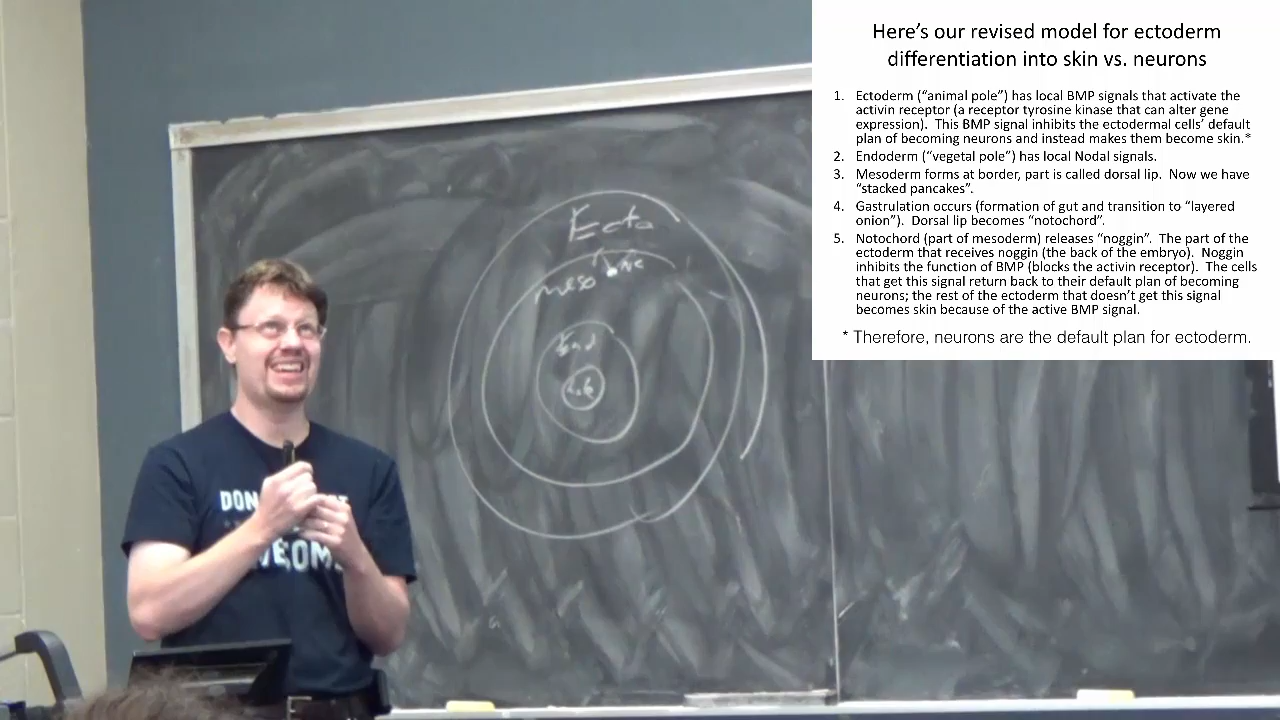 Here's our revised model for ectoderm
differentiation into skin vs. neurons
1. Ectoderm ("animal pole") has local BMP signals that activate the
activin receptor (a receptor tyrosine kinase that can alter gene
expression). This BMP signal inhibits the ectodermal cells' default
plan of becoming neurons and instead makes them become skin.*
2. Endoderm ("vegetal pole") has local Nodal signals.
3. Mesoderm forms at border, part is called dorsal lip. Now we have
"stacked pancakes".
4. Gastrulation occurs (formation of gut and transition to "layered
onion"). Dorsal lip becomes "notochord".
5. Notochord (part of mesoderm) releases "noggin". The part of the
ectoderm that receives noggin (the back of the embryo). Noggin
inhibits the function of BMP (blocks the activin receptor). The cells
that get this signal return back to their default plan of becoming
neurons; the rest of the ectoderm that doesn't get this signal
becomes skin because of the active BMP signal.
* Therefore, neurons are the default plan for ectoderm.
Ecto
meso
End
DON